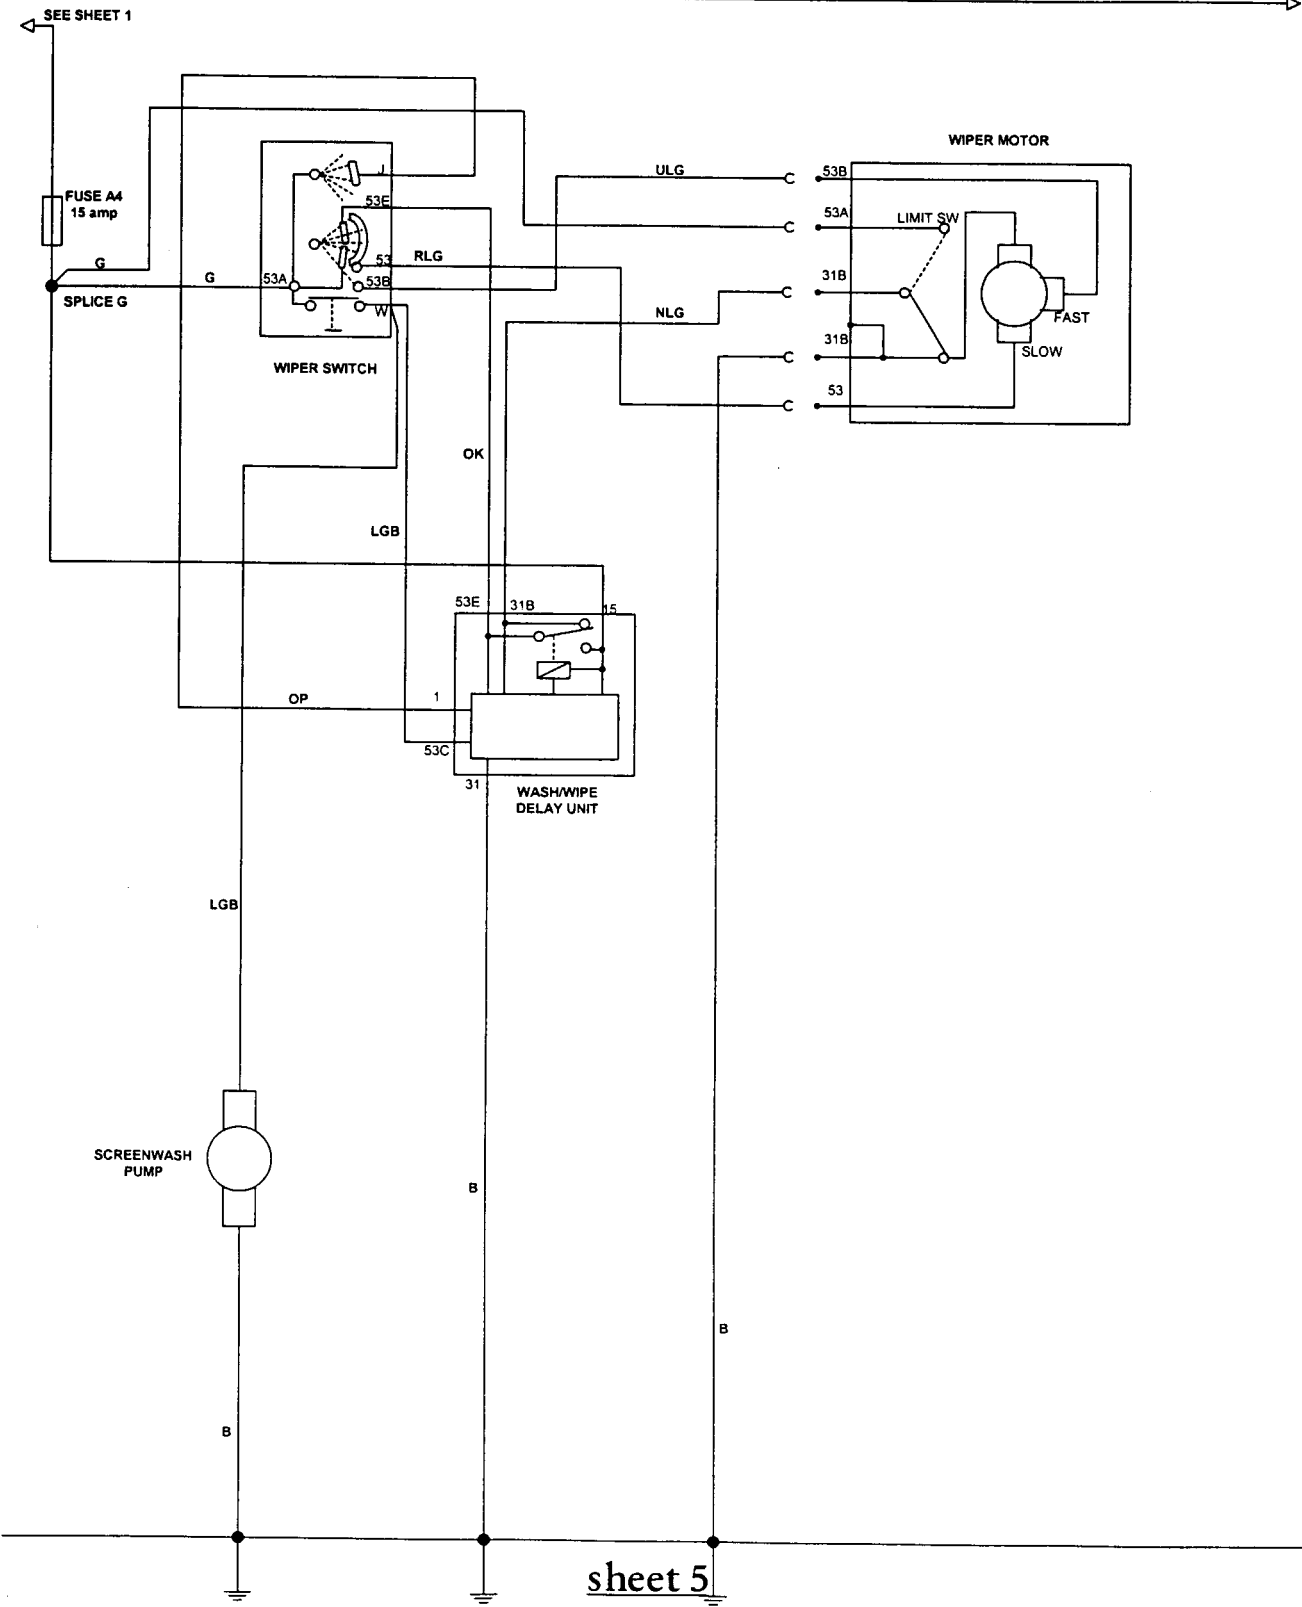 SEE SHEET 1
WIPER MOTOR
FUSE A4
15 amp
J
53E
ULG
53B
53A
LIMIT SW
G
G
53A
53
RLG
53B
W
SPLICE G
31B
NLG
FAST
31B
SLOW
WIPER SWITCH
53
OK
LGB
53E
31B
15
OP
1
53C
31
WASH/WIPE
DELAY UNIT
LGB
SCREENWASH
PUMP
B
B
B
sheet 5